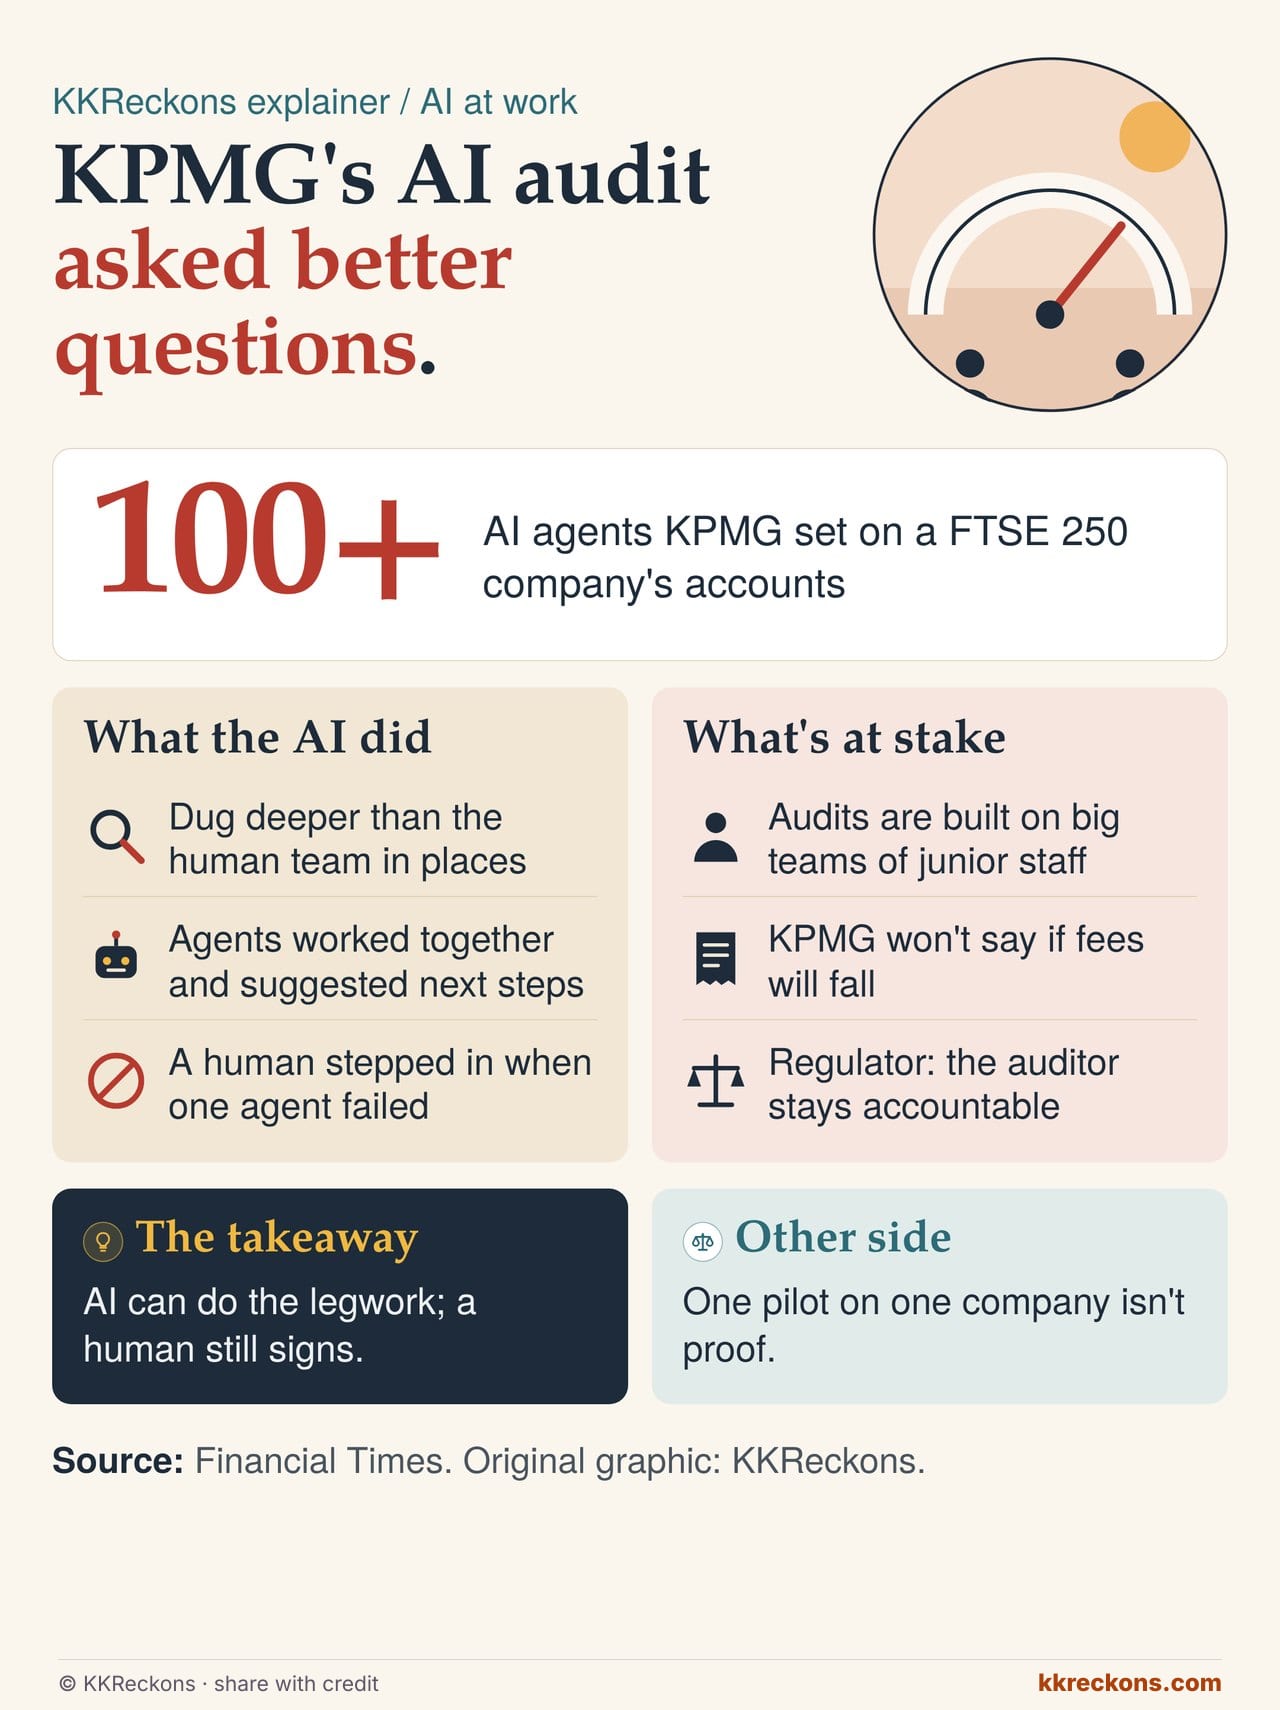 KKReckons explainer / AI at work
KPMG's AI audit
asked better
questions.
100+
AI agents KPMG set on a FTSE 250
company's accounts
What the AI did
Dug deeper than the
human team in places
Agents worked together
and suggested next steps
A human stepped in when
one agent failed
What's at stake
Audits are built on big
teams of junior staff
KPMG won't say if fees
will fall
Regulator: the auditor
stays accountable
The takeaway
AI can do the legwork; a
human still signs.
Other side
One pilot on one company isn't
proof.
Source: Financial Times. Original graphic: KKReckons.
© KKReckons · share with credit
kkreckons.com